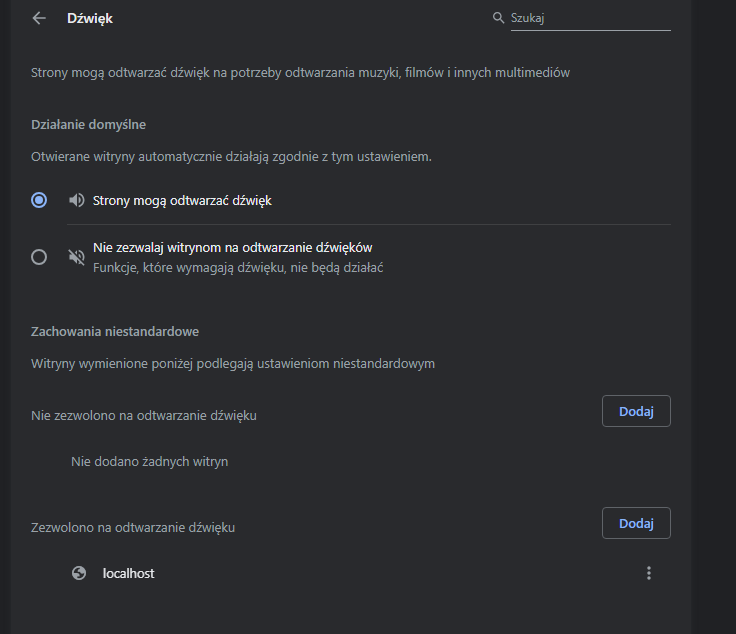 Dźwięk
Szukaj
Strony mogą odtwarzać dźwięk na potrzeby odtwarzania muzyki, filmów i innych multimediów
Działanie domyślne
Otwierane witryny automatycznie działają zgodnie z tym ustawieniem.
Strony mogą odtwarzać dźwięk
Nie zezwalaj witrynom na odtwarzanie dźwięków
Funkcje, które wymagają dźwięku, nie będą działać
Zachowania niestandardowe
Witryny wymienione poniżej podlegają ustawieniom niestandardowym
Nie zezwolono na odtwarzanie dźwięku
Dodaj
Nie dodano żadnych witryn
Zezwolono na odtwarzanie dźwięku
Dodaj
localhost